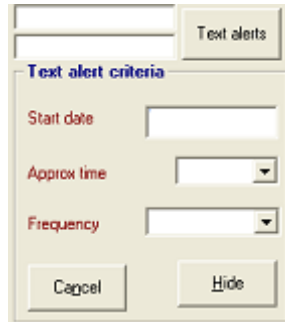 Text alerts
Text alert criteria
Start date
Approx time
Frequency
Cancel
Hide